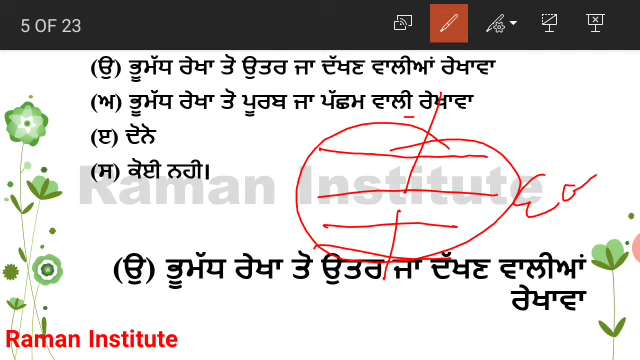 5 OF 23
(ੳ) ਭੂਮੱਧ ਰੇਖਾ ਤੋ ਉਤਰ ਜਾ ਦੱਖਣ ਵਾਲੀਆਂ ਰੇਖਾਵਾ
(ਅ) ਭੂਮੱਧ ਰੇਖਾ ਤੋ ਪੂਰਬ ਜਾ ਪੱਛਮ ਵਾਲੀ ਰੇਖਾਵਾ
(ੲ) ਦੋਨੋ
(ਸ) ਕੋਈ ਨਹੀ।
Raman Institute
(ੳ) ਭੂਮੱਧ ਰੇਖਾ ਤੋ ਉਤਰ ਜਾ ਦੱਖਣ ਵਾਲੀਆਂ
ਰੇਖਾਵਾ
Raman Institute